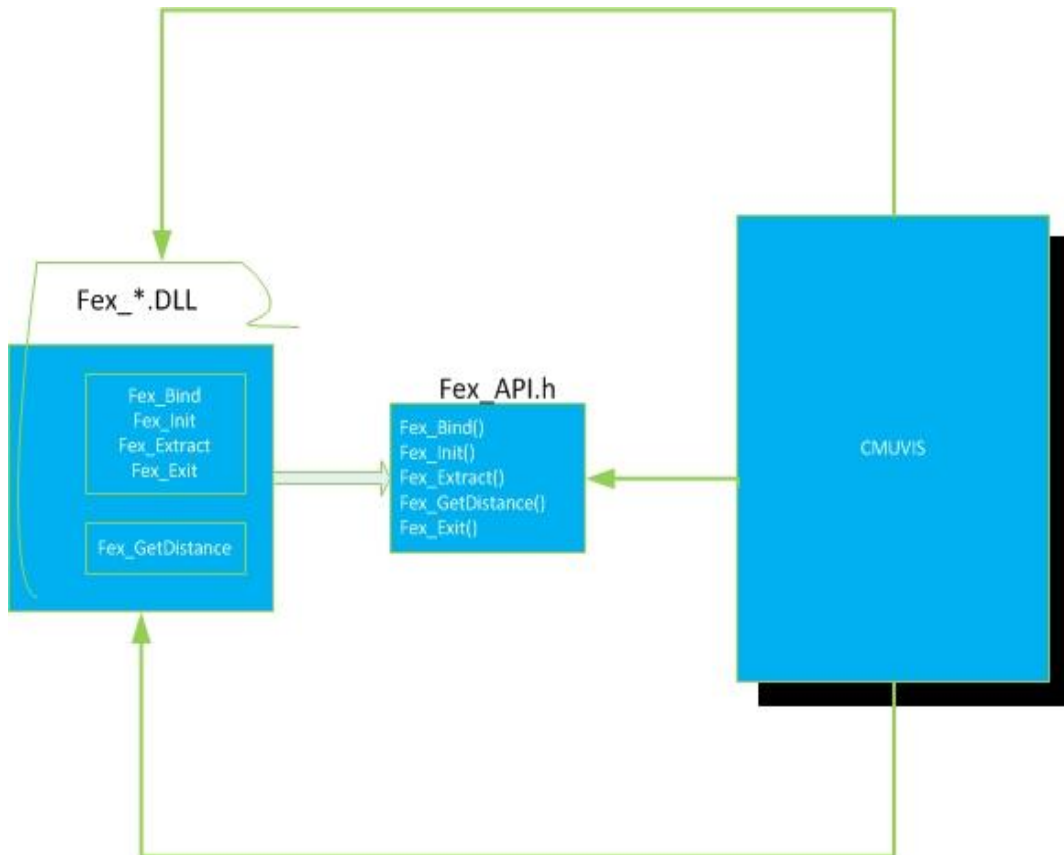 Fex_*.DLL
Fex_Bind
Fex_Init
Fex_Extract
Fex_Exit
Fex_GetDistance
Fex_API.h
Fex_Bind()
Fex_Init()
Fex_Extract()
Fex_GetDistance()
Fex_Exit()
CMUVIS